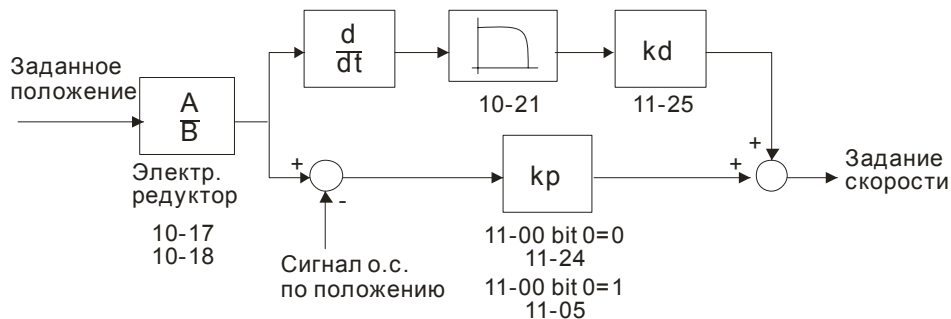 Заданное
положение
A
B
Электр.
редуктор
10-17
10-18
d
dt
10-21
kd
11-25
+
-
Сигнал о.с.
по положению
kp
11-00 bit 0=0
11-24
11-00 bit 0=1
11-05
+
+
Задание
скорости